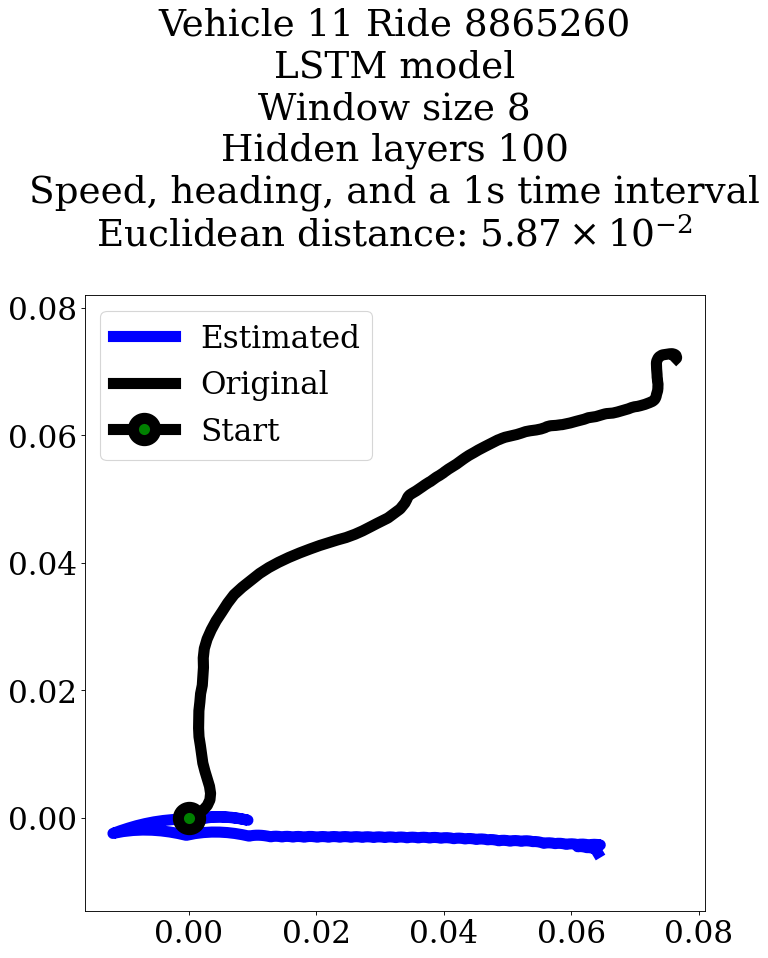 Vehicle 11 Ride 8865260
LSTM model
Window size 8
Hidden layers 100
Speed, heading, and a 1s time interval
Euclidean distance: 5.87 × 10⁻²
0.08
Estimated
Original
Start
0.06
0.04
0.02
0.00
0.00 0.02 0.04 0.06 0.08